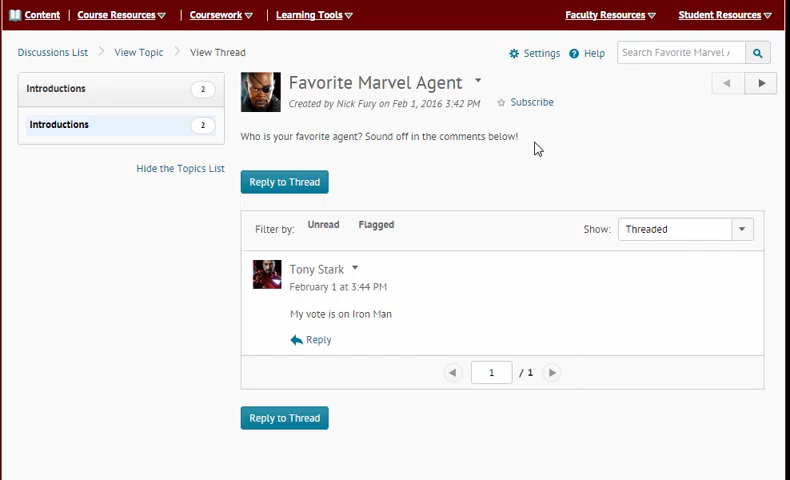 Content Course Resources Coursework Learning Tools Faculty Resources Student Resources
Discussions List View Topic View Thread Settings Help Search Favorite Marvel
Introductions 2
Introductions 2
Hide the Topics List
Favorite Marvel Agent
Created by Nick Fury on Feb 1, 2016 3:42 PM Subscribe
Who is your favorite agent? Sound off in the comments below!
Reply to Thread
Filter by: Unread Flagged Show: Threaded
Tony Stark
February 1 at 3:44 PM
My vote is on Iron Man
Reply
1 / 1
Reply to Thread